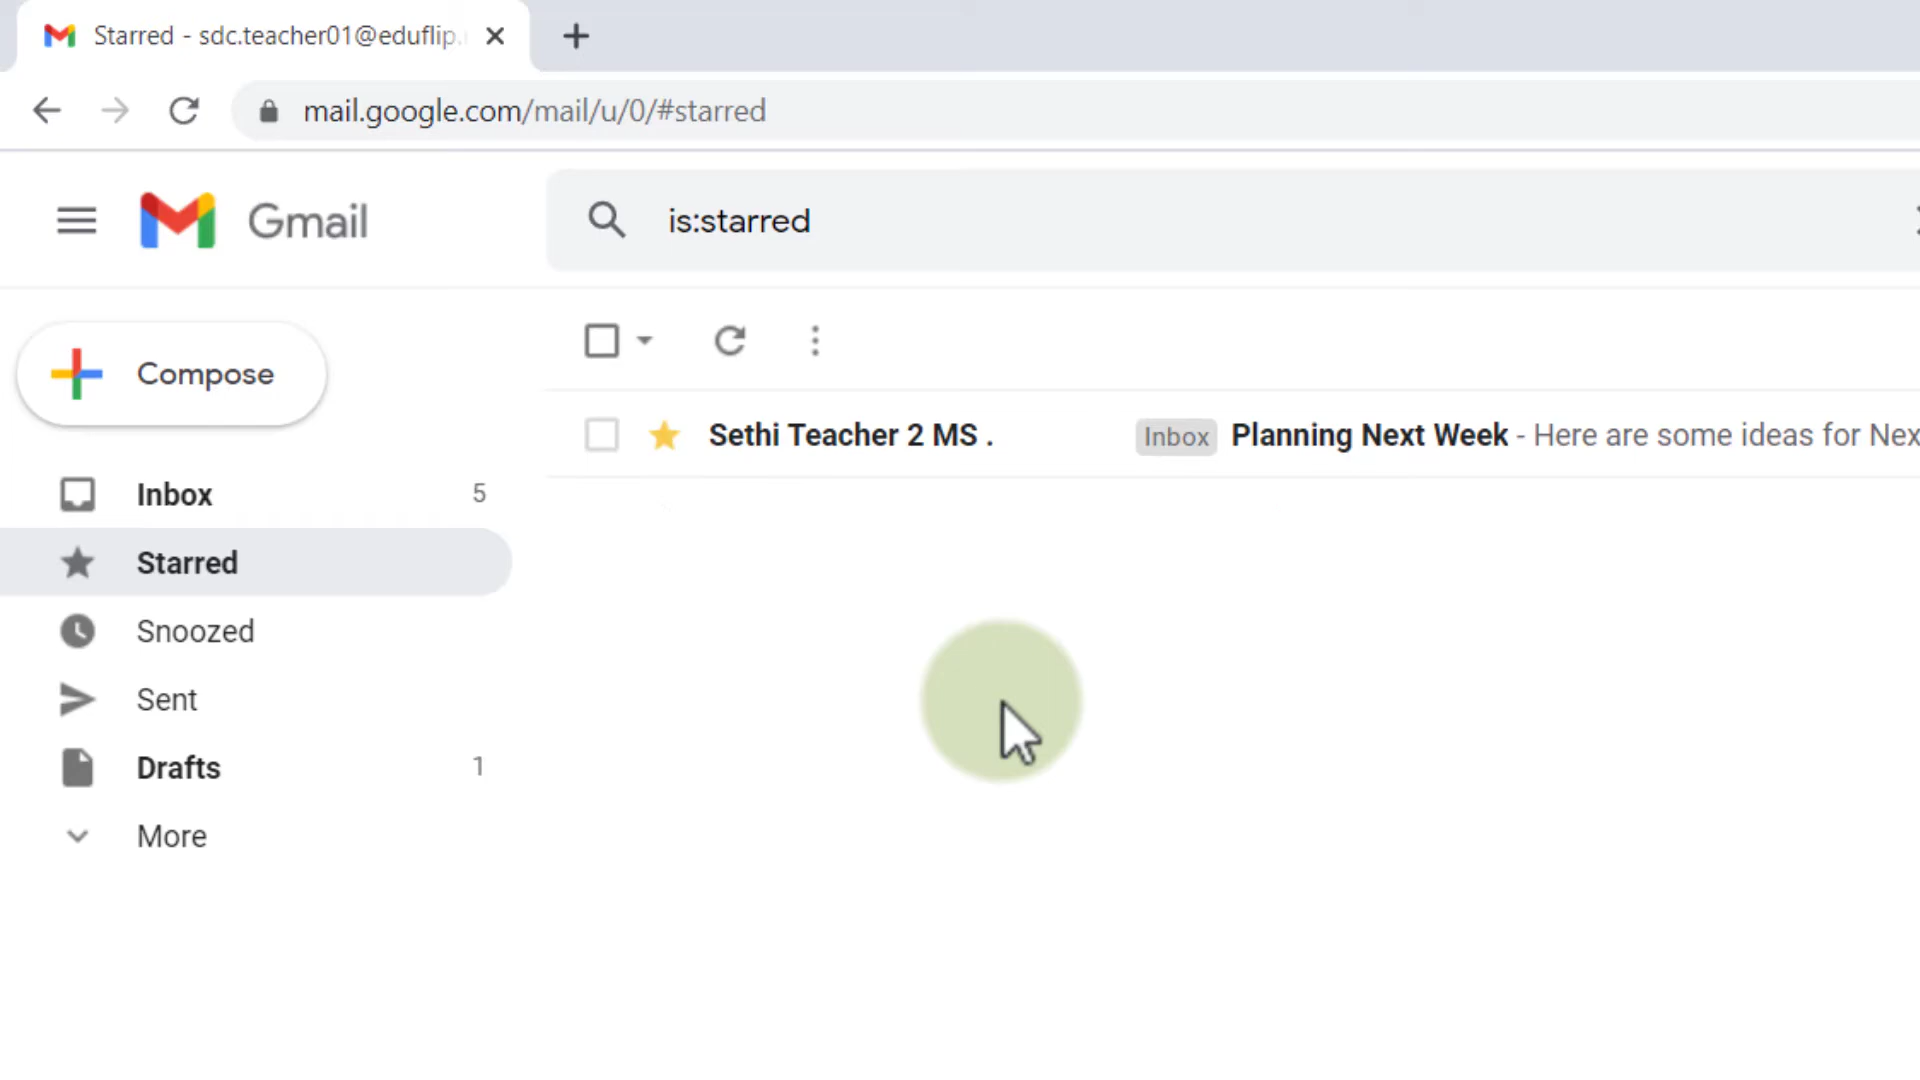 Starred - sdc.teacher01@eduflip.
mail.google.com/mail/u/0/#starred
Gmail
is:starred
Compose
Sethi Teacher 2 MS .
Inbox Planning Next Week - Here are some ideas for Nex
Inbox 5
Starred
Snoozed
Sent
Drafts 1
More